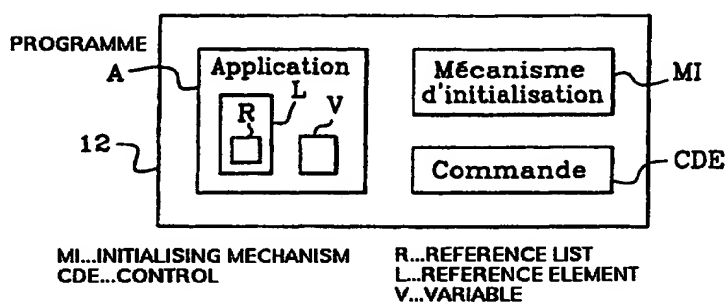 PROGRAMME
A
12
Application
R
L
V
Mécanisme
d'initialisation
MI
Commande
CDE
MI...INITIALISING MECHANISM
CDE...CONTROL
R...REFERENCE LIST
L...REFERENCE ELEMENT
V...VARIABLE